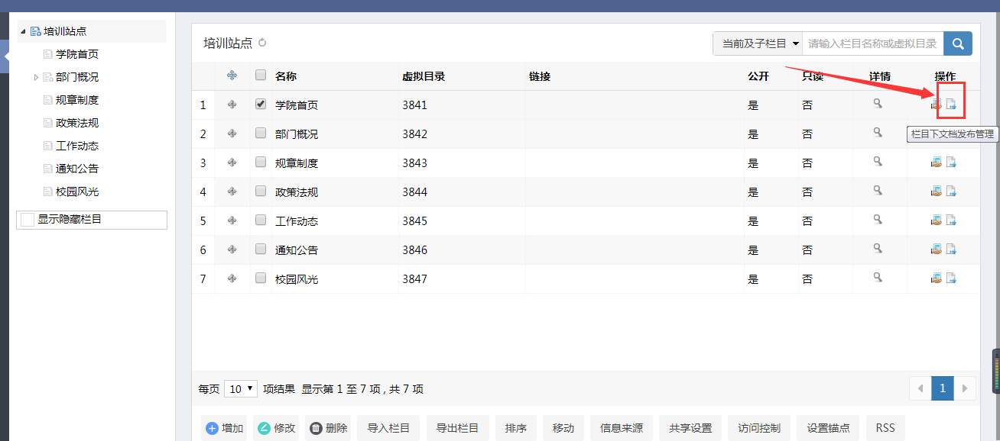 培训站点
学院首页
部门概况
规章制度
政策法规
工作动态
通知公告
校园风光
显示隐藏栏目
培训站点 当前及子栏目 请输入栏目名称或虚拟目录
名称 虚拟目录 链接 公开 只读 详情 操作
1 学院首页 3841 是 否
栏目下文档发布管理
2 部门概况 3842 是 否
3 规章制度 3843 是 否
4 政策法规 3844 是 否
5 工作动态 3845 是 否
6 通知公告 3846 是 否
7 校园风光 3847 是 否
每页 10 项结果 显示第 1 至 7 项 , 共 7 项 1
增加 修改 删除 导入栏目 导出栏目 排序 移动 信息来源 共享设置 访问控制 设置锚点 RSS